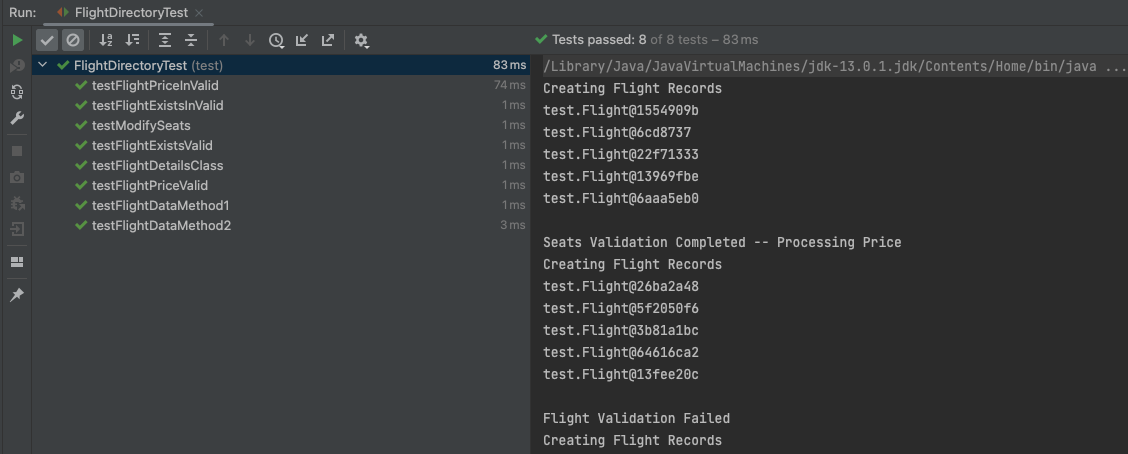 Run: FlightDirectoryTest
Tests passed: 8 of 8 tests – 83 ms
FlightDirectoryTest (test) 83 ms
testFlightPriceInValid 74 ms
testFlightExistsInValid 1 ms
testModifySeats 1 ms
testFlightExistsValid 1 ms
testFlightDetailsClass 1 ms
testFlightPriceValid 1 ms
testFlightDataMethod1 1 ms
testFlightDataMethod2 3 ms
/Library/Java/JavaVirtualMachines/jdk-13.0.1.jdk/Contents/Home/bin/java ...
Creating Flight Records
test.Flight@1554909b
test.Flight@6cd8737
test.Flight@22f71333
test.Flight@13969fbe
test.Flight@6aaa5eb0
Seats Validation Completed -- Processing Price
Creating Flight Records
test.Flight@26ba2a48
test.Flight@5f2050f6
test.Flight@3b81a1bc
test.Flight@64616ca2
test.Flight@13fee20c
Flight Validation Failed
Creating Flight Records